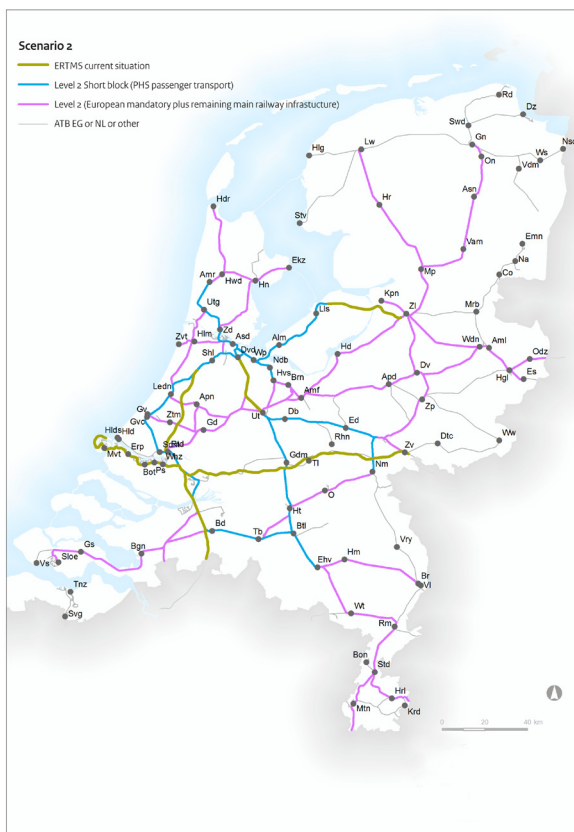 Scenario 2
ERTMS current situation
Level 2 Short block (PHS passenger transport)
Level 2 (European mandatory plus remaining main railway infrastucture)
ATB EG or NL or other
Rd
Dz
Swd
Gn
Nsc
Hlg
Lw
On
Ws
Vdm
Hdr
Hr
Asn
Stv
Emn
Vam
Na
Ekz
Mp
Co
Amr
Hwd
Hn
Kpn
Utg
Lls
Zl
Mrb
Zd
Asd
Alm
Zvt
Hlm
Dvd
Wp
Hd
Wdn
Aml
Shl
Ndb
Odz
Hvs
Brn
Dv
Hgl
Es
Ledn
Apn
Amf
Apd
Gv
Gvc
Ztm
Ut
Db
Zp
Gd
Ed
Hlds
Hld
Rhn
Dtc
Ww
Mvt
Erp
Whz
Gdm
Tl
Zv
Bot
Ps
Nm
O
Ht
Bd
Tb
Btl
Gs
Bgn
Vry
Vs
Sloe
Ehv
Hm
Br
Vl
Tnz
Wt
Svg
Rm
Bon
Std
Hrl
Mtn
Krd
0 20 40 km